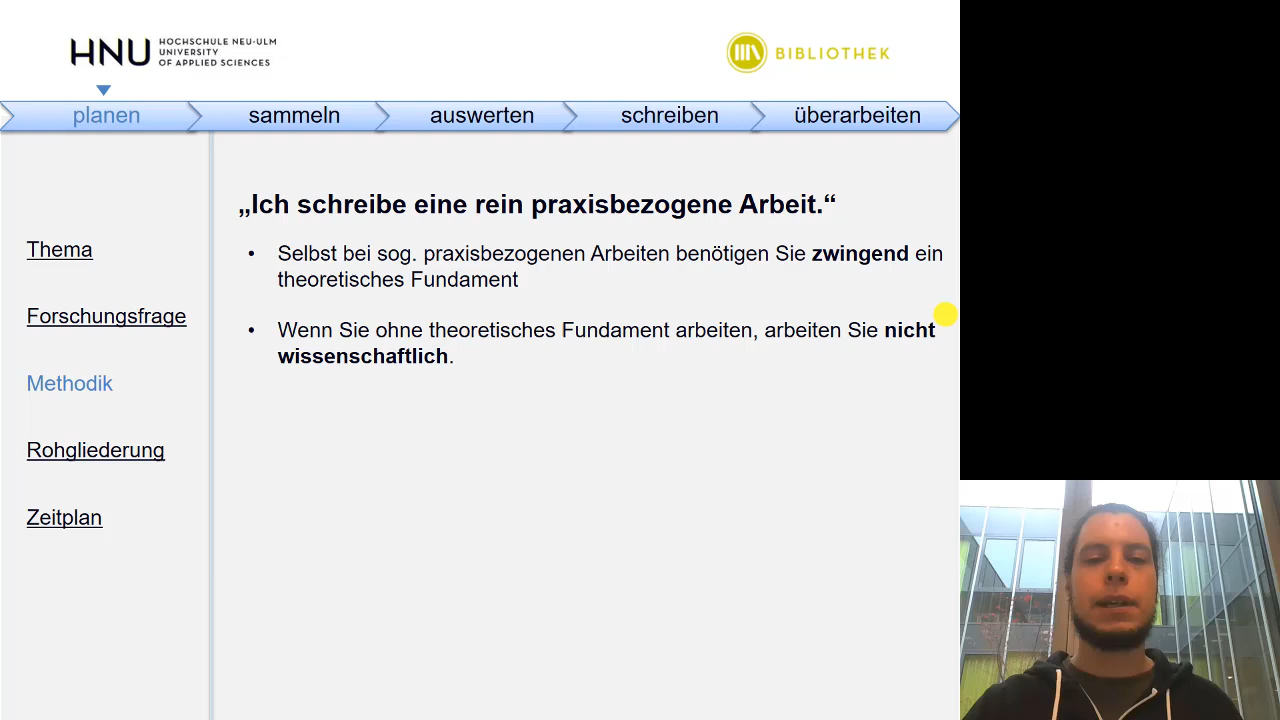 HNU HOCHSCHULE NEU-ULM
UNIVERSITY
OF APPLIED SCIENCES
BIBLIOTHEK
planen sammeln auswerten schreiben überarbeiten
„Ich schreibe eine rein praxisbezogene Arbeit.“
• Selbst bei sog. praxisbezogenen Arbeiten benötigen Sie zwingend ein
theoretisches Fundament
• Wenn Sie ohne theoretisches Fundament arbeiten, arbeiten Sie nicht
wissenschaftlich.
Thema
Forschungsfrage
Methodik
Rohgliederung
Zeitplan